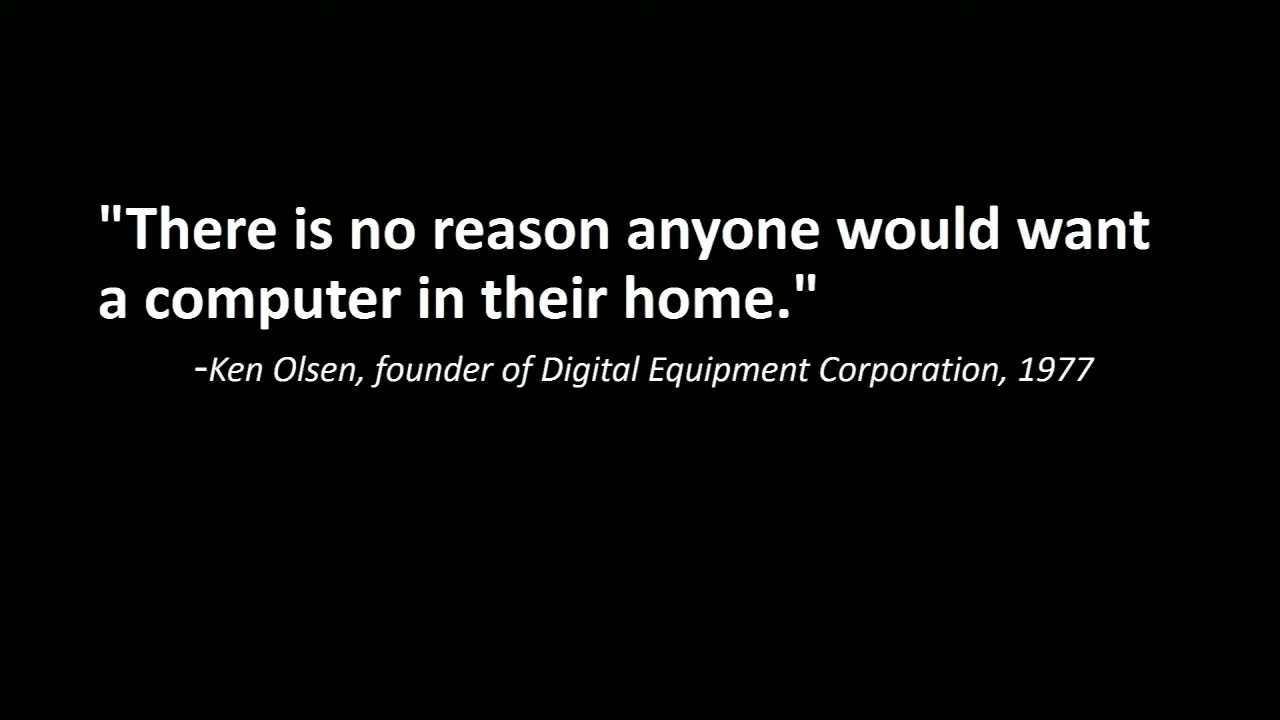 "There is no reason anyone would want
a computer in their home."
-Ken Olsen, founder of Digital Equipment Corporation, 1977